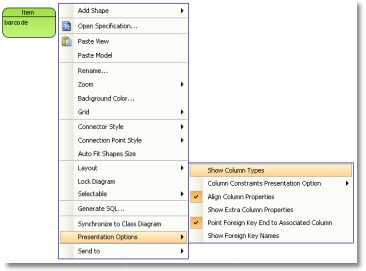 Item
barcode
Add Shape
Open Specification...
Paste View
Paste Model
Rename...
Zoom
Background Color...
Grid
Connector Style
Connection Point Style
Auto Fit Shapes Size
Layout
Lock Diagram
Selectable
Generate SQL...
Synchronize to Class Diagram
Presentation Options
Send to
Show Column Types
Column Constraints Presentation Option
Align Column Properties
Show Extra Column Properties
Point Foreign Key End to Associated Column
Show Foreign Key Names